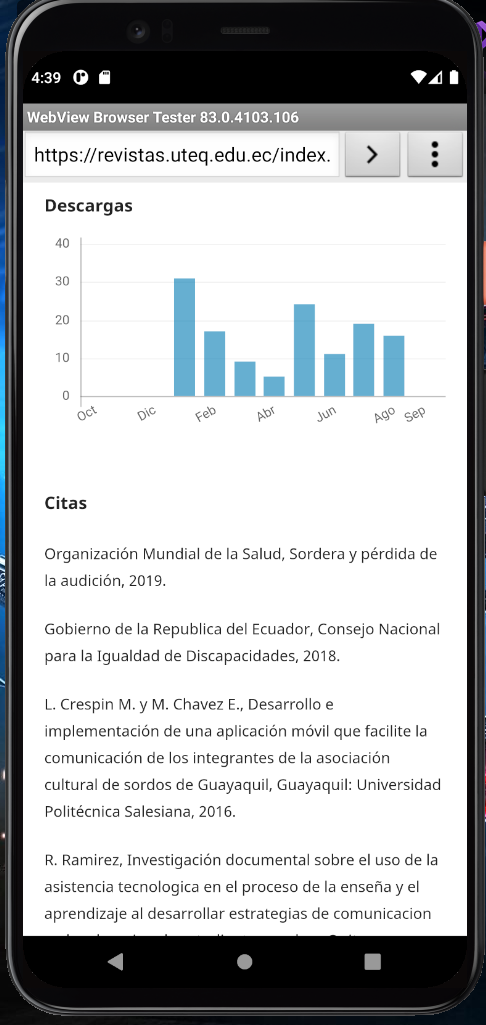 4:39
WebView Browser Tester 83.0.4103.106
https://revistas.uteq.edu.ec/index.
Descargas
40
30
20
10
0
Oct Dic Feb Abr Jun Ago Sep
Citas
Organización Mundial de la Salud, Sordera y pérdida de
la audición, 2019.
Gobierno de la Republica del Ecuador, Consejo Nacional
para la Igualdad de Discapacidades, 2018.
L. Crespin M. y M. Chavez E., Desarrollo e
implementación de una aplicación móvil que facilite la
comunicación de los integrantes de la asociación
cultural de sordos de Guayaquil, Guayaquil: Universidad
Politécnica Salesiana, 2016.
R. Ramirez, Investigación documental sobre el uso de la
asistencia tecnologica en el proceso de la enseña y el
aprendizaje al desarrollar estrategias de comunicacion